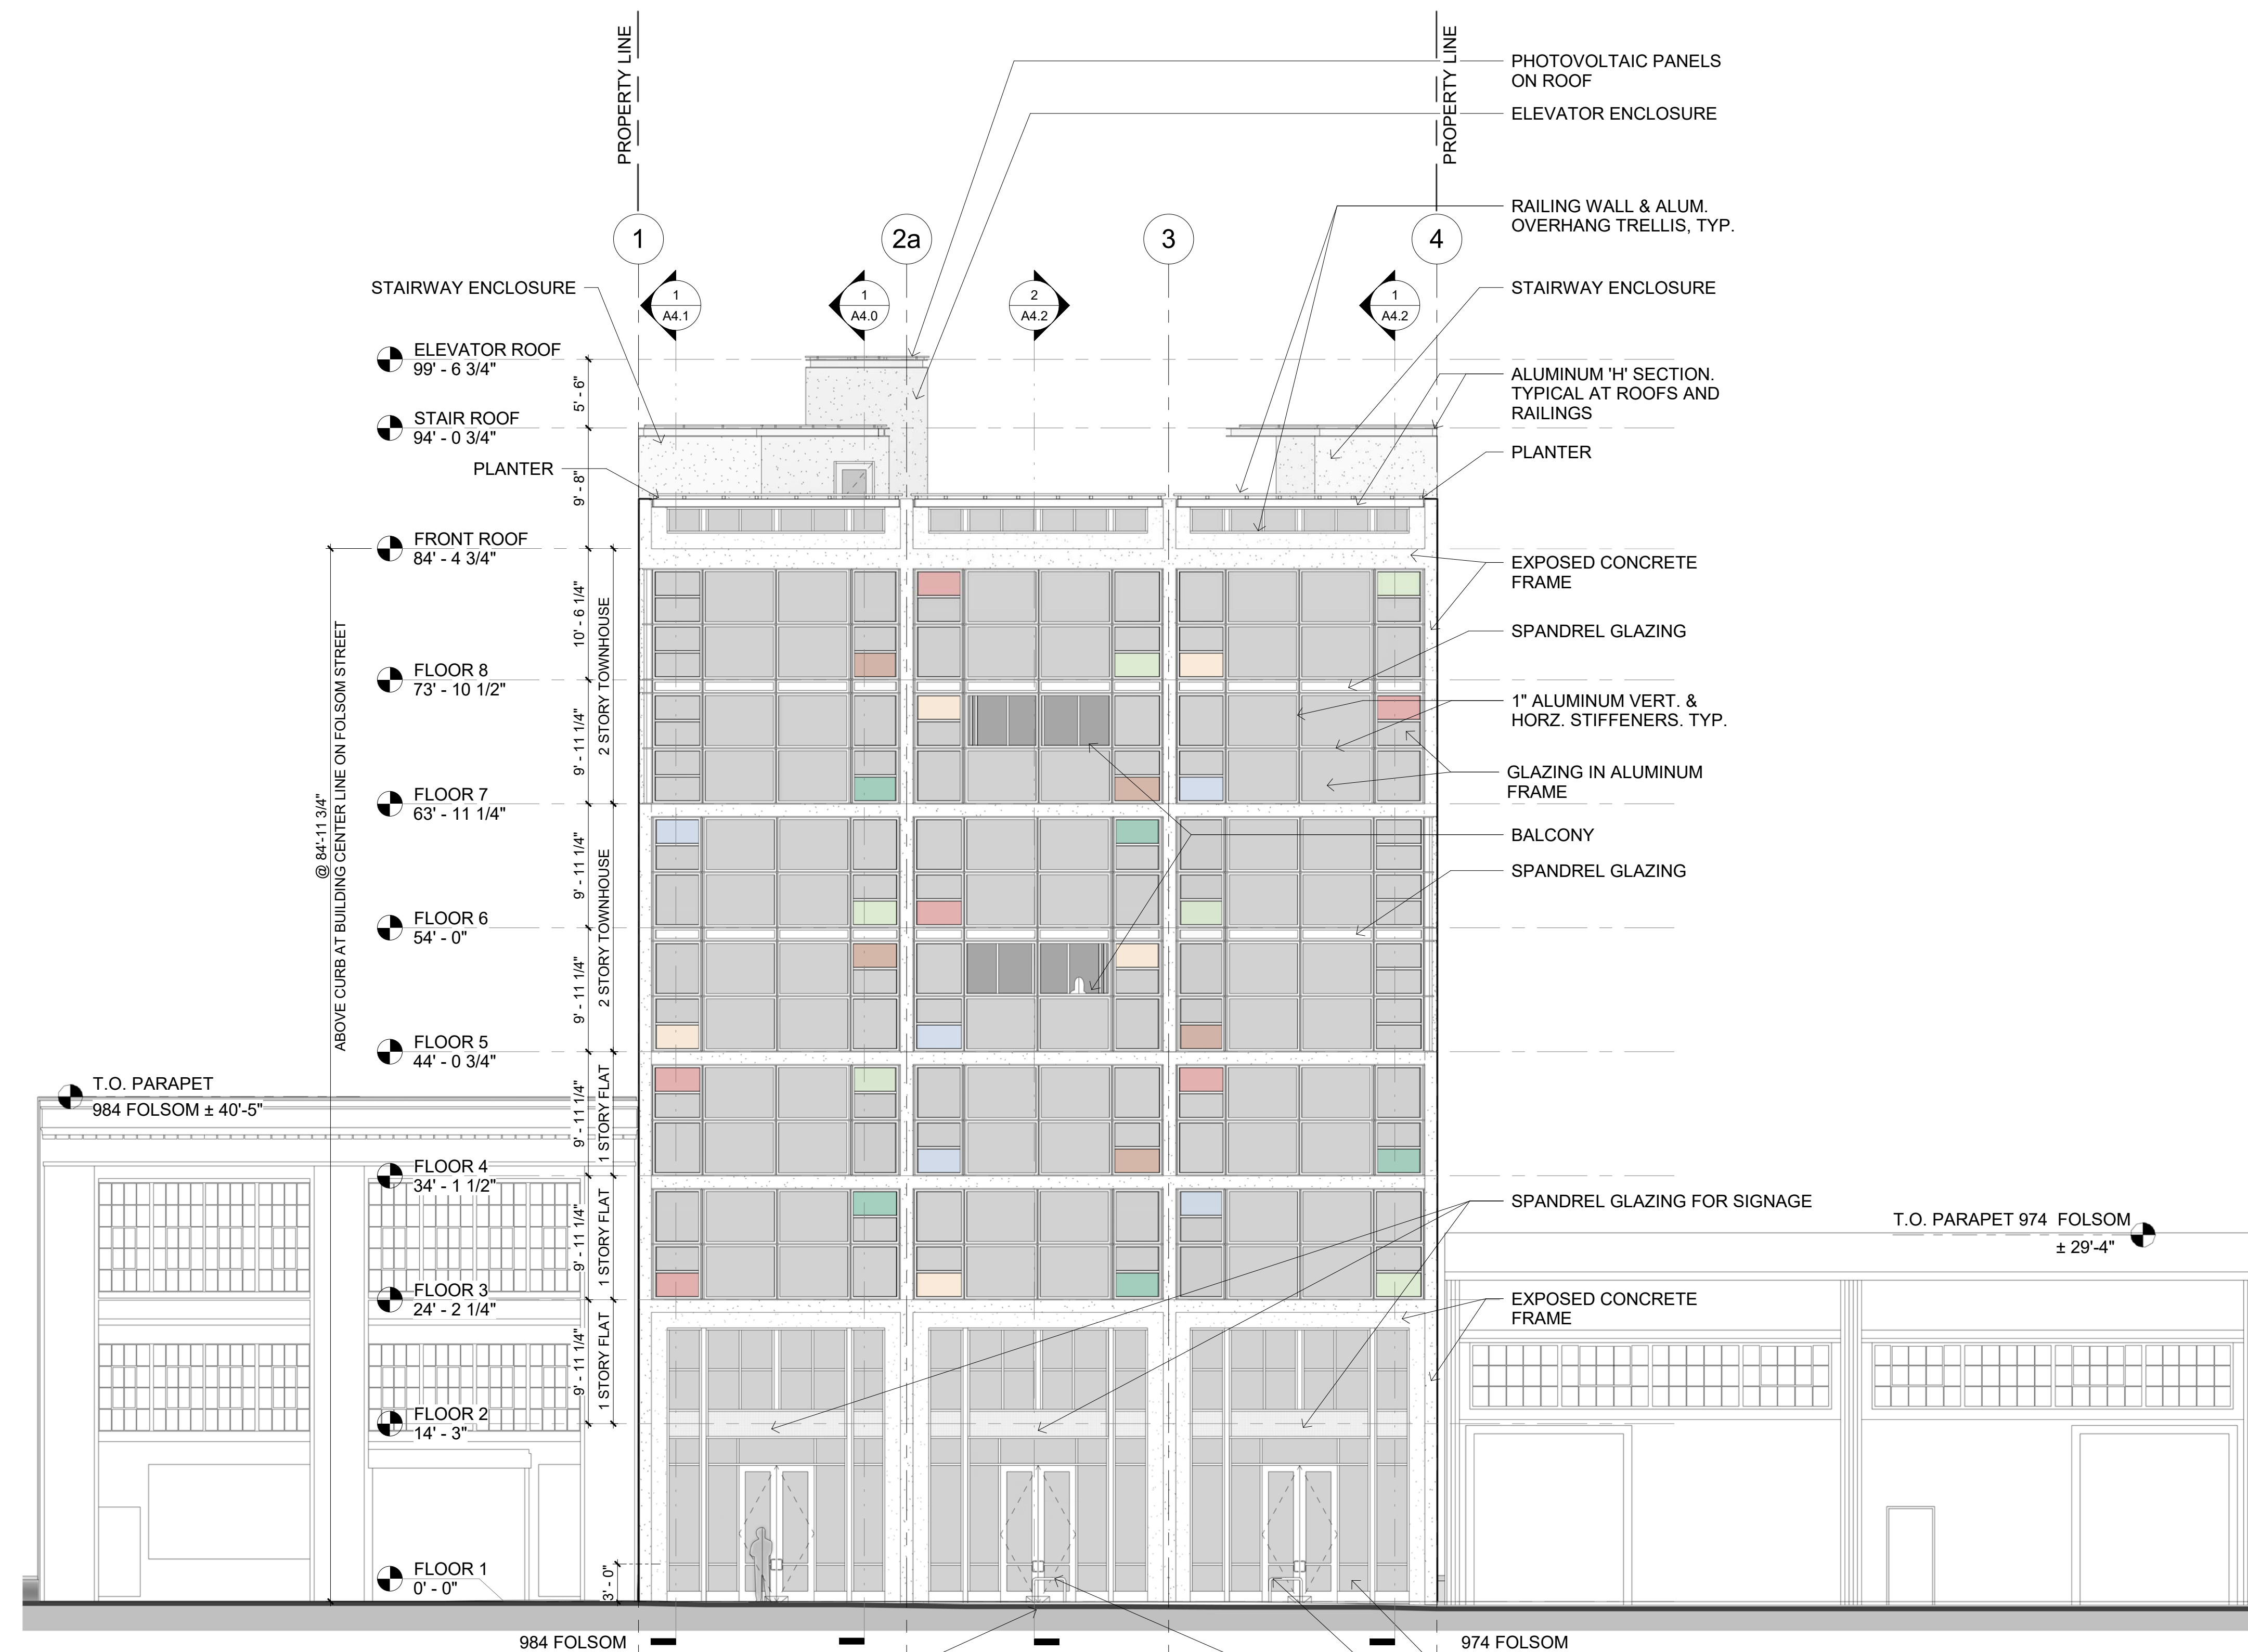 PROPERTY LINE
PROPERTY LINE
PHOTOVOLTAIC PANELS
ON ROOF
ELEVATOR ENCLOSURE
RAILING WALL & ALUM.
OVERHANG TRELLIS, TYP.
1
2a
3
4
STAIRWAY ENCLOSURE
1
A4.1
1
A4.0
2
A4.2
1
A4.2
STAIRWAY ENCLOSURE
ELEVATOR ROOF
99' - 6 3/4"
5' - 6"
ALUMINUM 'H' SECTION.
TYPICAL AT ROOFS AND
RAILINGS
STAIR ROOF
94' - 0 3/4"
PLANTER
9' - 8"
PLANTER
FRONT ROOF
84' - 4 3/4"
EXPOSED CONCRETE
FRAME
10' - 6 1/4"
2 STORY TOWNHOUSE
SPANDREL GLAZING
FLOOR 8
73' - 10 1/2"
1" ALUMINUM VERT. &
HORZ. STIFFENERS. TYP.
9' - 11 1/4"
GLAZING IN ALUMINUM
FRAME
FLOOR 7
63' - 11 1/4"
@ 84'-11 3/4"
ABOVE CURB AT BUILDING CENTER LINE ON FOLSOM STREET
BALCONY
9' - 11 1/4"
2 STORY TOWNHOUSE
SPANDREL GLAZING
FLOOR 6
54' - 0"
9' - 11 1/4"
FLOOR 5
44' - 0 3/4"
T.O. PARAPET
984 FOLSOM ± 40'-5"
9' - 11 1/4"
1 STORY FLAT
FLOOR 4
34' - 1 1/2"
SPANDREL GLAZING FOR SIGNAGE
9' - 11 1/4"
1 STORY FLAT
T.O. PARAPET 974 FOLSOM
± 29'-4"
FLOOR 3
24' - 2 1/4"
EXPOSED CONCRETE
FRAME
9' - 11 1/4"
1 STORY FLAT
FLOOR 2
14' - 3"
FLOOR 1
0' - 0"
3' - 0"
984 FOLSOM
974 FOLSOM